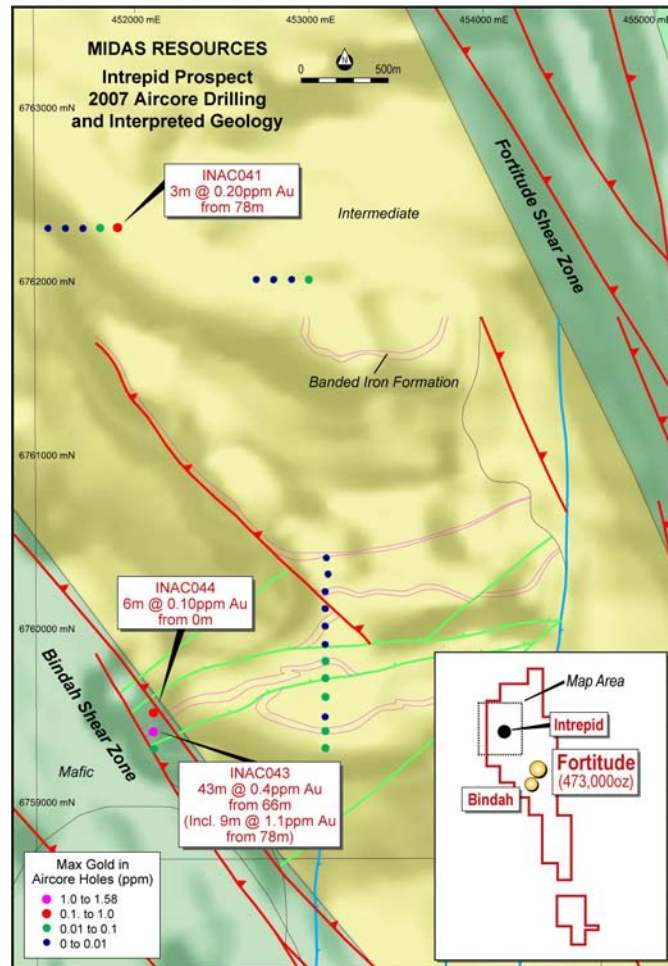 452000 mE
453000 mE
454000 mE
455000 mE
MIDAS RESOURCES
Intrepid Prospect
2007 Aircore Drilling
and Interpreted Geology
500m
6763000 mN
INAC041
3m @ 0.20ppm Au
from 78m
Intermediate
Fortitude Shear Zone
6762000 mN
Banded Iron Formation
6761000 mN
INAC044
6m @ 0.10ppm Au
from 0m
6760000 mN
Bindah Shear Zone
Mafic
INAC043
43m @ 0.4ppm Au
from 66m
(Incl. 9m @ 1.1ppm Au
from 78m)
6759000 mN
Max Gold in
Aircore Holes (ppm)
1.0 to 1.58
0.1. to 1.0
0.01 to 0.1
0 to 0.01
Map Area
Intrepid
Fortitude
(473,000oz)
Bindah